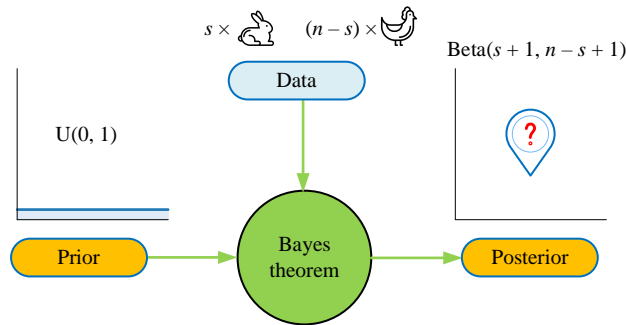 s × (n – s) ×
Data
U(0, 1)
Beta(s + 1, n – s + 1)
?
Prior
Bayes
theorem
Posterior